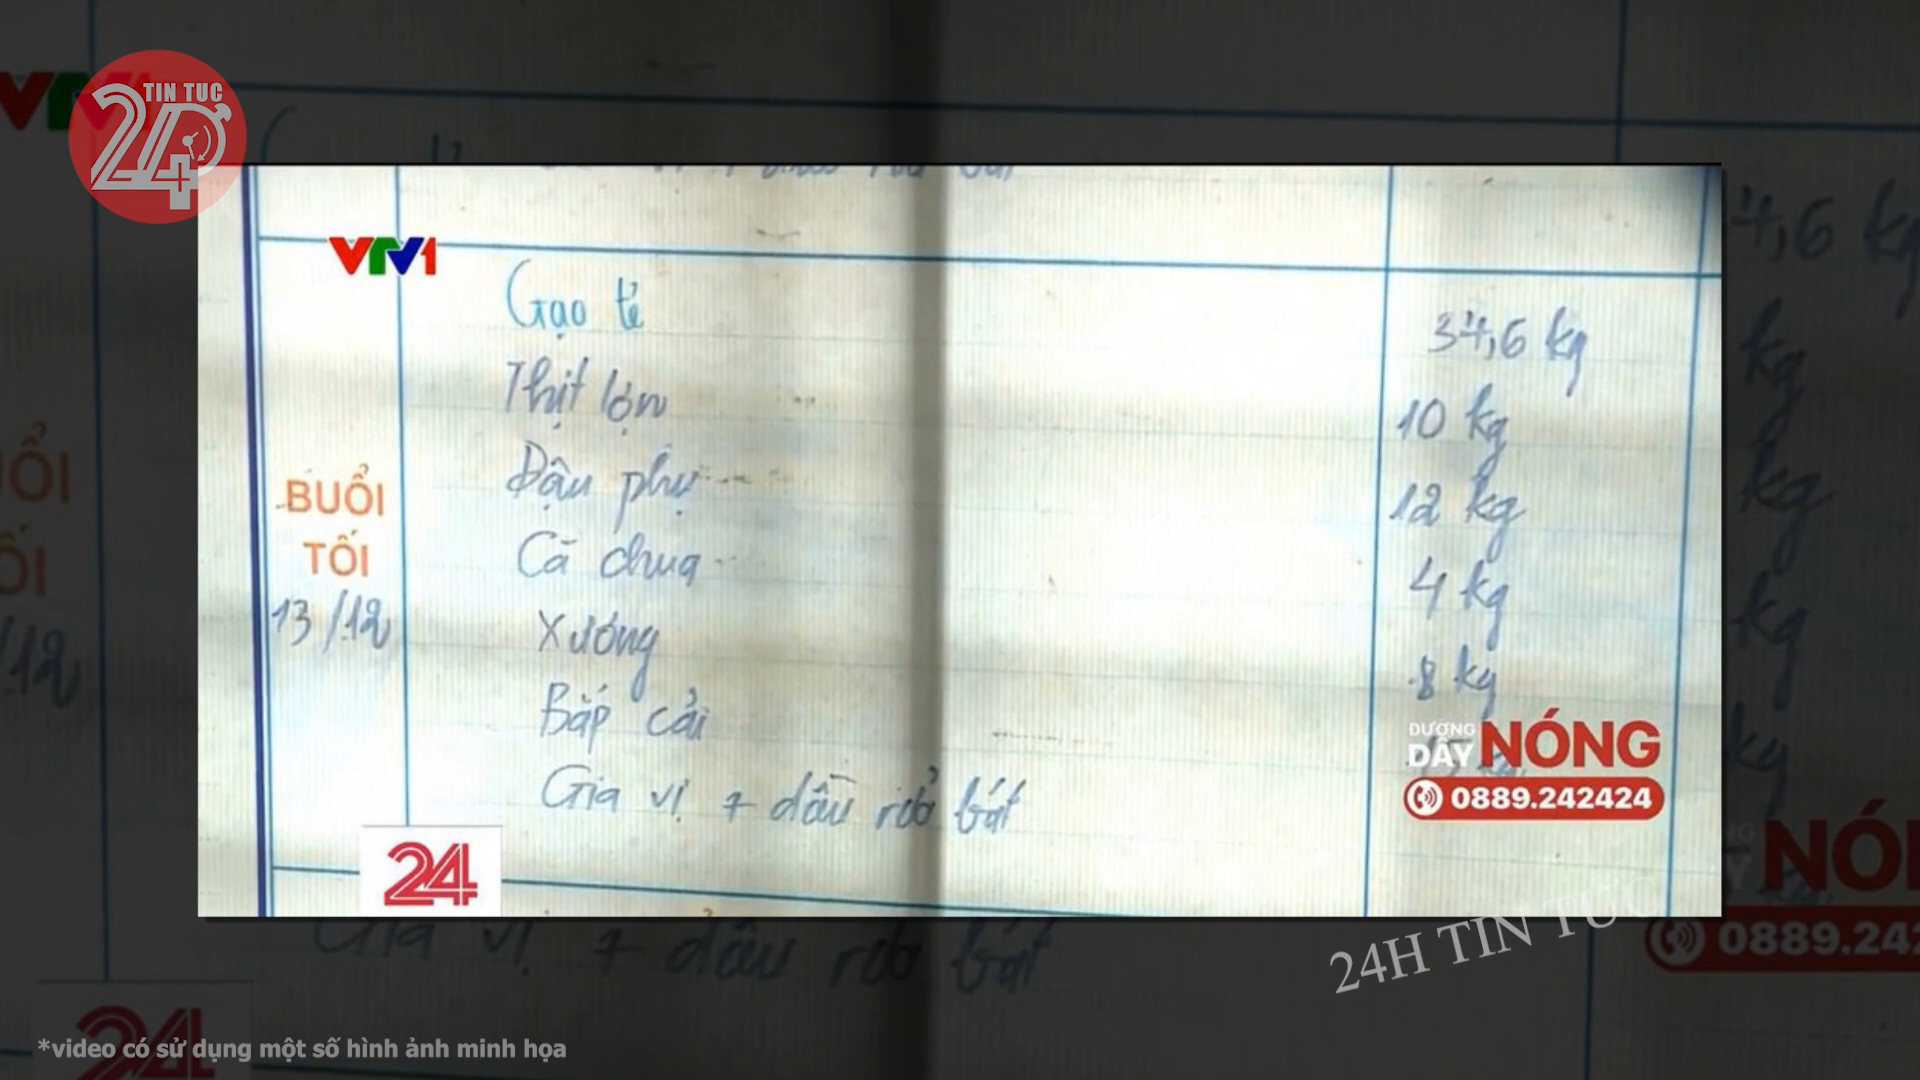 TIN TỨC
24
VTV1
Gạo tẻ 34,6 kg
Thịt lợn 10 kg
Đậu phụ 12 kg
Cà chua 4 kg
Xương 8 kg
Bắp cải
Gia vị + dầu rửa bát
BUỔI
TỐI
13/12
ĐƯỜNG
DÂY NÓNG
0889.242424
24
24H TIN TỨC
*video có sử dụng một số hình ảnh minh họa